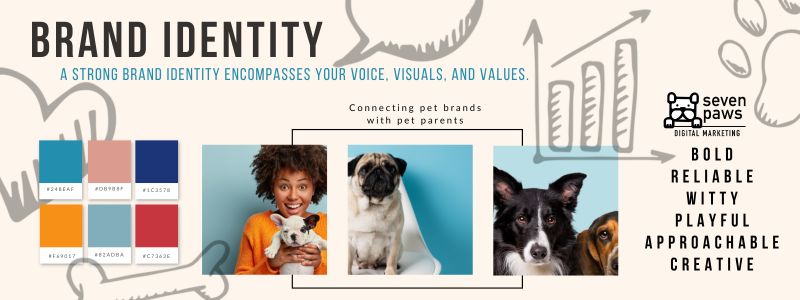 BRAND IDENTITY
A STRONG BRAND IDENTITY ENCOMPASSES YOUR VOICE, VISUALS, AND VALUES.
Connecting pet brands
with pet parents
#248EAF
#DB9B8F
#1C357B
#F69017
#82ADBA
#C7363E
seven
paws
DIGITAL MARKETING
BOLD
RELIABLE
WITTY
PLAYFUL
APPROACHABLE
CREATIVE